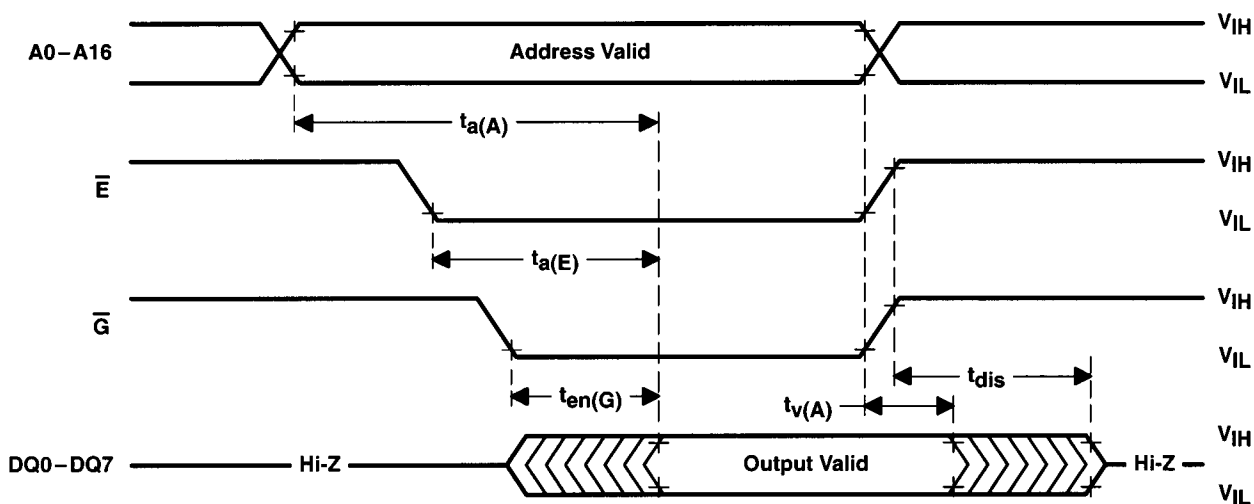 A0–A16
Address Valid
VIH
VIL
ta(A)
E
VIH
VIL
ta(E)
G
VIH
VIL
ten(G)
tdis
tv(A)
DQ0–DQ7
Hi-Z
Output Valid
Hi-Z
VIH
VIL